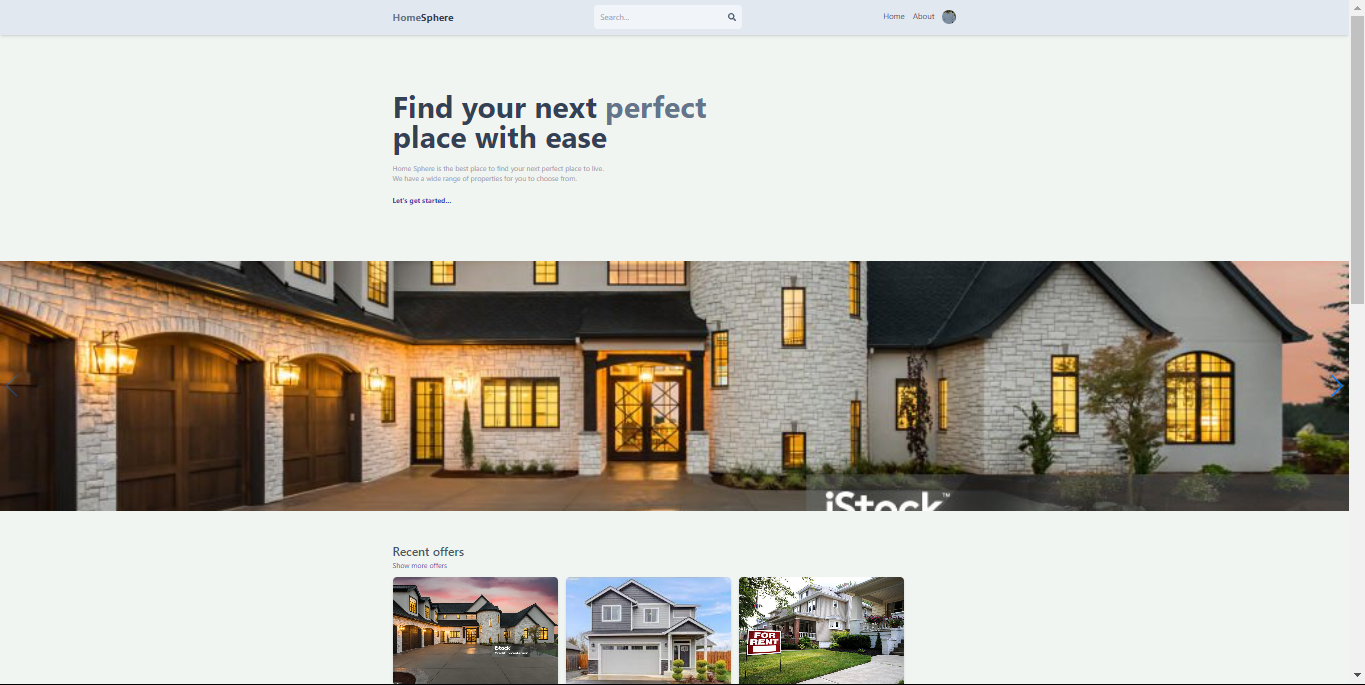 HomeSphere
Search...
Home About
Find your next perfect
place with ease
Home Sphere is the best place to find your next perfect place to live.
We have a wide range of properties for you to choose from.
Let's get started...
iStock™
Recent offers
Show more offers
iStock
FOR
RENT